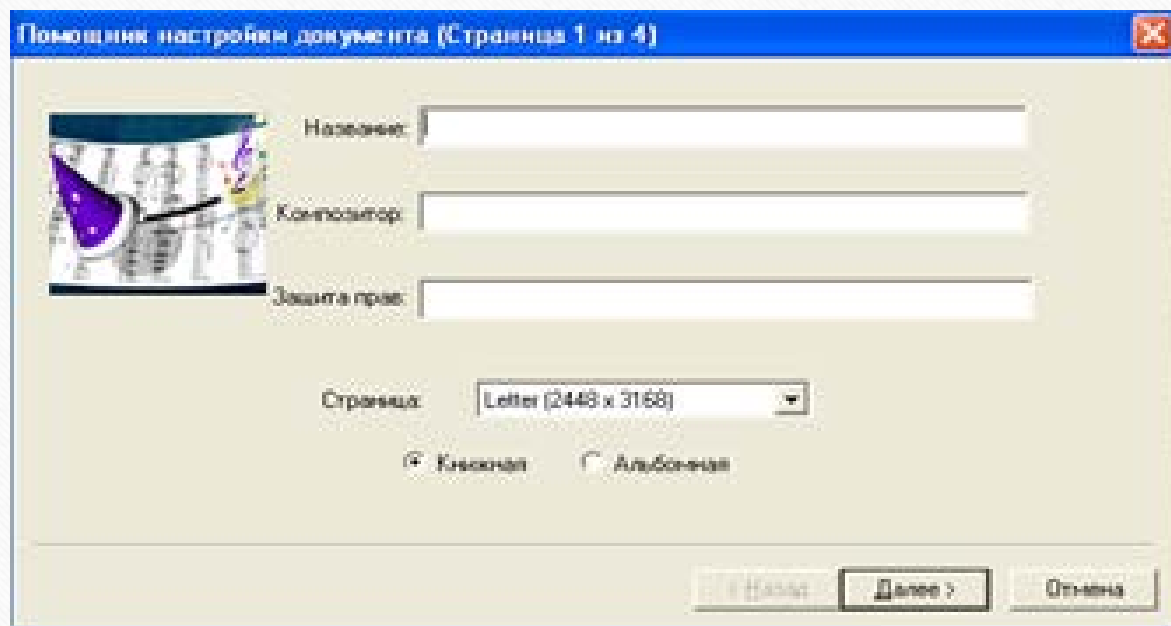 Помощник настройки документа (Страница 1 из 4)
Название:
Композитор:
Защита прав:
Страница: Letter (2448 x 3168)
Книжная Альбомная
< Назад Далее > Отмена